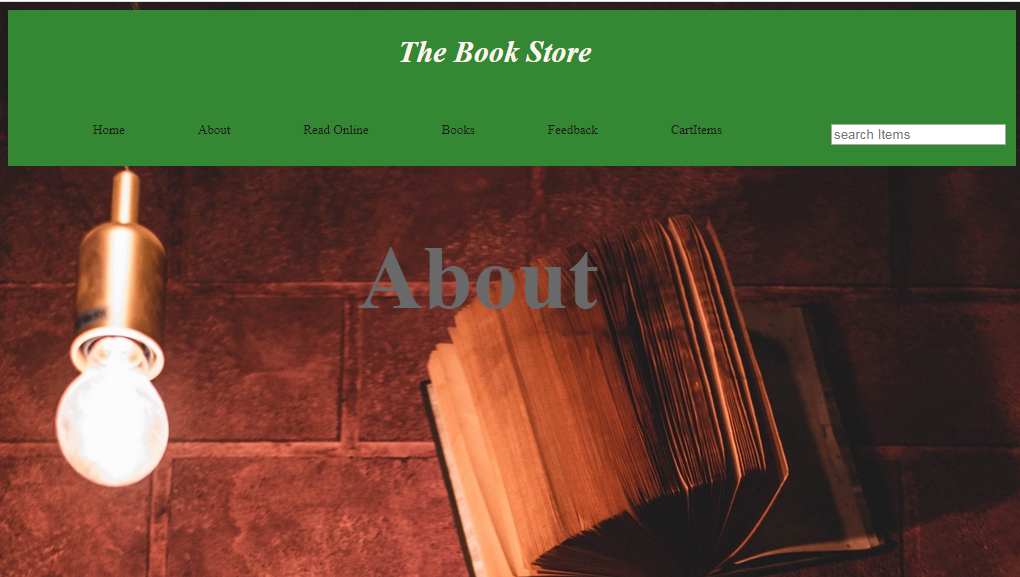 The Book Store
Home About Read Online Books Feedback CartItems search Items
About